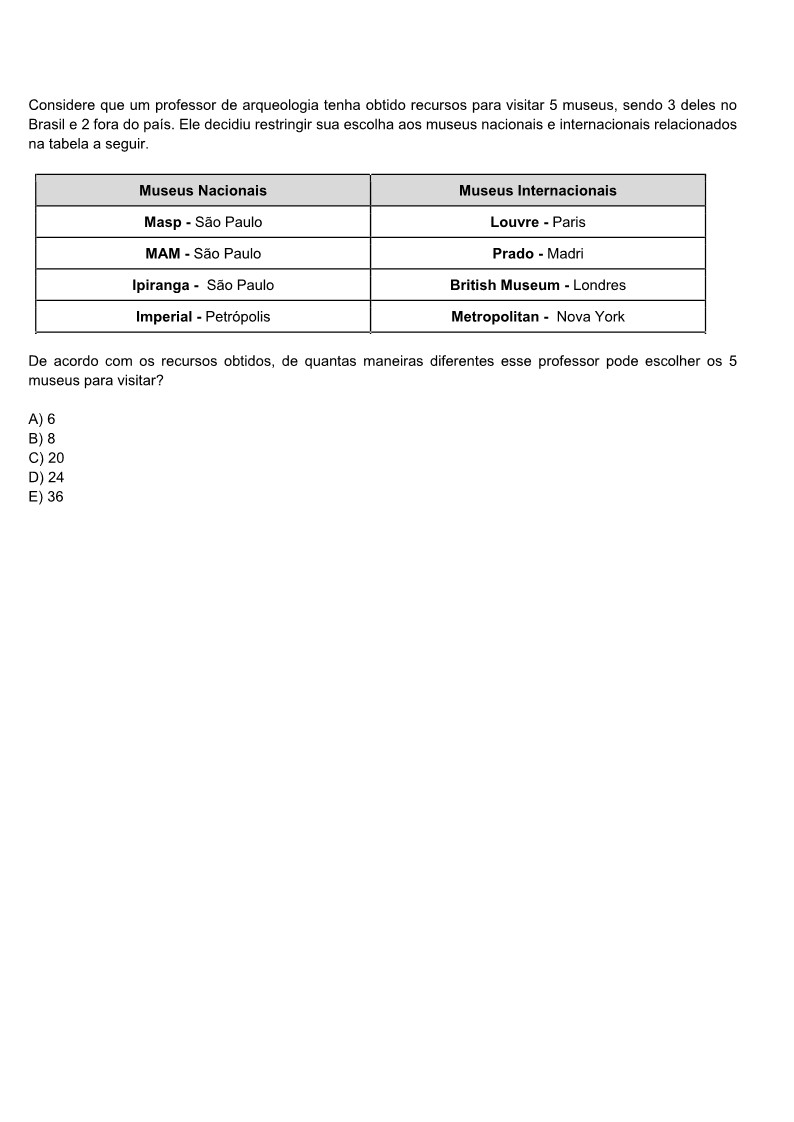 Considere que um professor de arqueologia tenha obtido recursos para visitar 5 museus, sendo 3 deles no
Brasil e 2 fora do país. Ele decidiu restringir sua escolha aos museus nacionais e internacionais relacionados
na tabela a seguir.
Museus Nacionais Museus Internacionais
Masp - São Paulo Louvre - Paris
MAM - São Paulo Prado - Madri
Ipiranga - São Paulo British Museum - Londres
Imperial - Petrópolis Metropolitan - Nova York
De acordo com os recursos obtidos, de quantas maneiras diferentes esse professor pode escolher os 5
museus para visitar?
A) 6
B) 8
C) 20
D) 24
E) 36